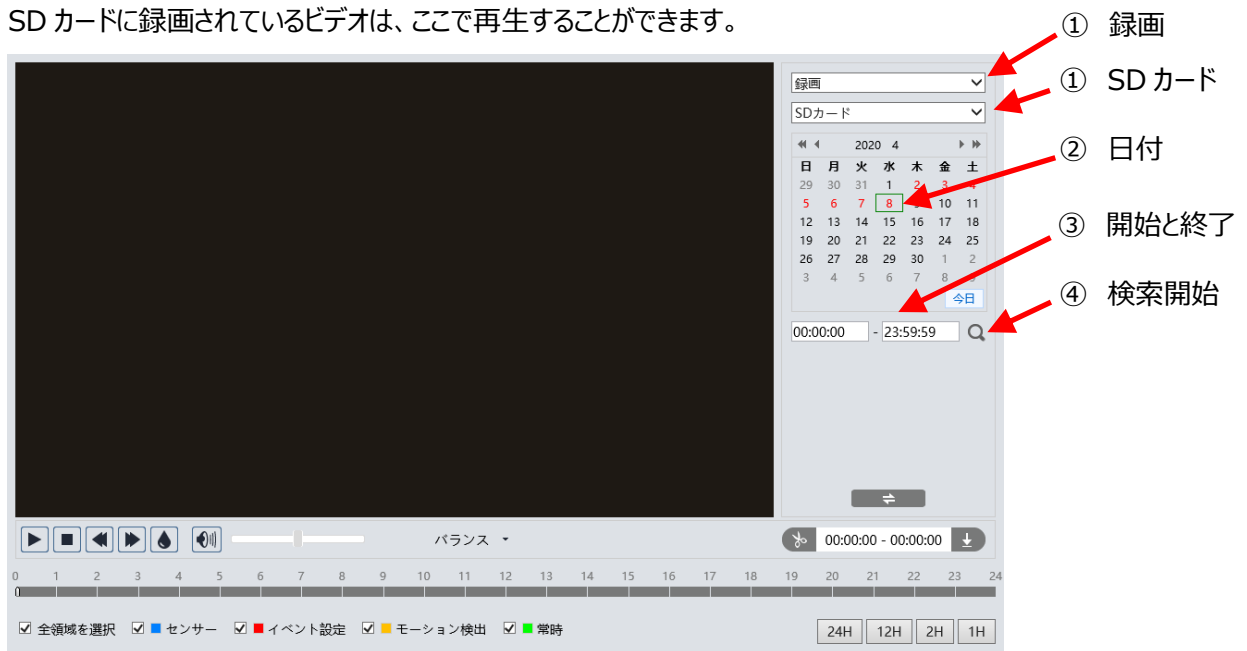 SD カードに録画されているビデオは、ここで再生することができます。
① 録画
① SD カード
② 日付
③ 開始と終了
④ 検索開始
録画
SDカード
2020 4
日 月 火 水 木 金 土
29 30 31 1 2 3 4
5 6 7 8 9 10 11
12 13 14 15 16 17 18
19 20 21 22 23 24 25
26 27 28 29 30 1 2
3 4 5 6 7 8 9
今日
00:00:00 - 23:59:59
バランス
00:00:00 - 00:00:00
0 1 2 3 4 5 6 7 8 9 10 11 12 13 14 15 16 17 18 19 20 21 22 23 24
全領域を選択 センサー イベント設定 モーション検出 常時
24H 12H 2H 1H